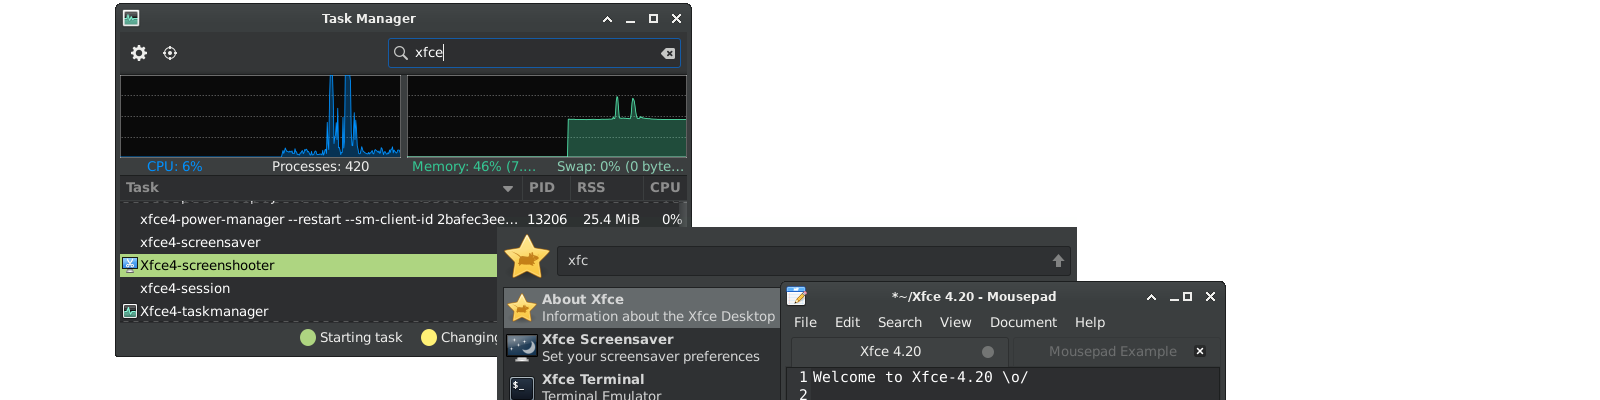 Task Manager
xfce
CPU: 6%
Processes: 420
Memory: 46% (7....
Swap: 0% (0 byte...
Task PID RSS CPU
xfce4-power-manager --restart --sm-client-id 2bafec3ee... 13206 25.4 MiB 0%
xfce4-screensaver
Xfce4-screenshooter
xfce4-session
Xfce4-taskmanager
Starting task
Changing
xfc
About Xfce
Information about the Xfce Desktop
Xfce Screensaver
Set your screensaver preferences
Xfce Terminal
Terminal Emulator
*~/Xfce 4.20 - Mousepad
File Edit Search View Document Help
Xfce 4.20
Mousepad Example
1 Welcome to Xfce-4.20 \o/
2